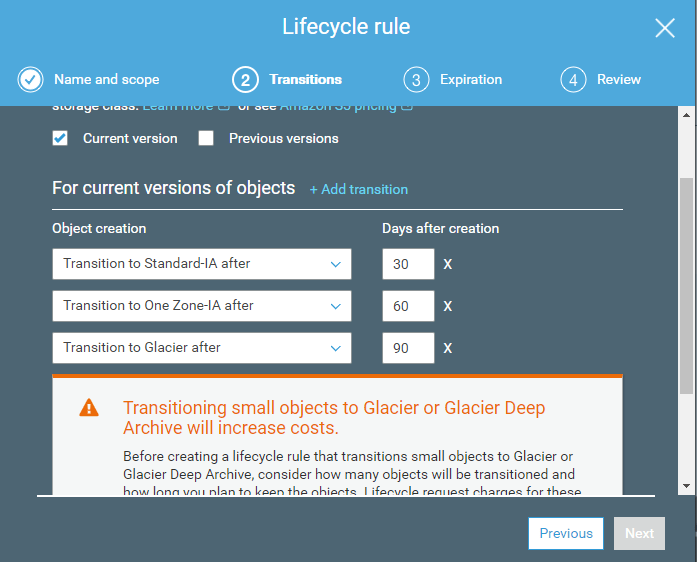 Lifecycle rule
Name and scope
2 Transitions
3 Expiration
4 Review
storage class. Learn more or see Amazon S3 pricing
Current version
Previous versions
For current versions of objects + Add transition
Object creation Days after creation
Transition to Standard-IA after 30 X
Transition to One Zone-IA after 60 X
Transition to Glacier after 90 X
Transitioning small objects to Glacier or Glacier Deep
Archive will increase costs.
Before creating a lifecycle rule that transitions small objects to Glacier or
Glacier Deep Archive, consider how many objects will be transitioned and
how long you plan to keep the objects. Lifecycle request charges for these
Previous Next